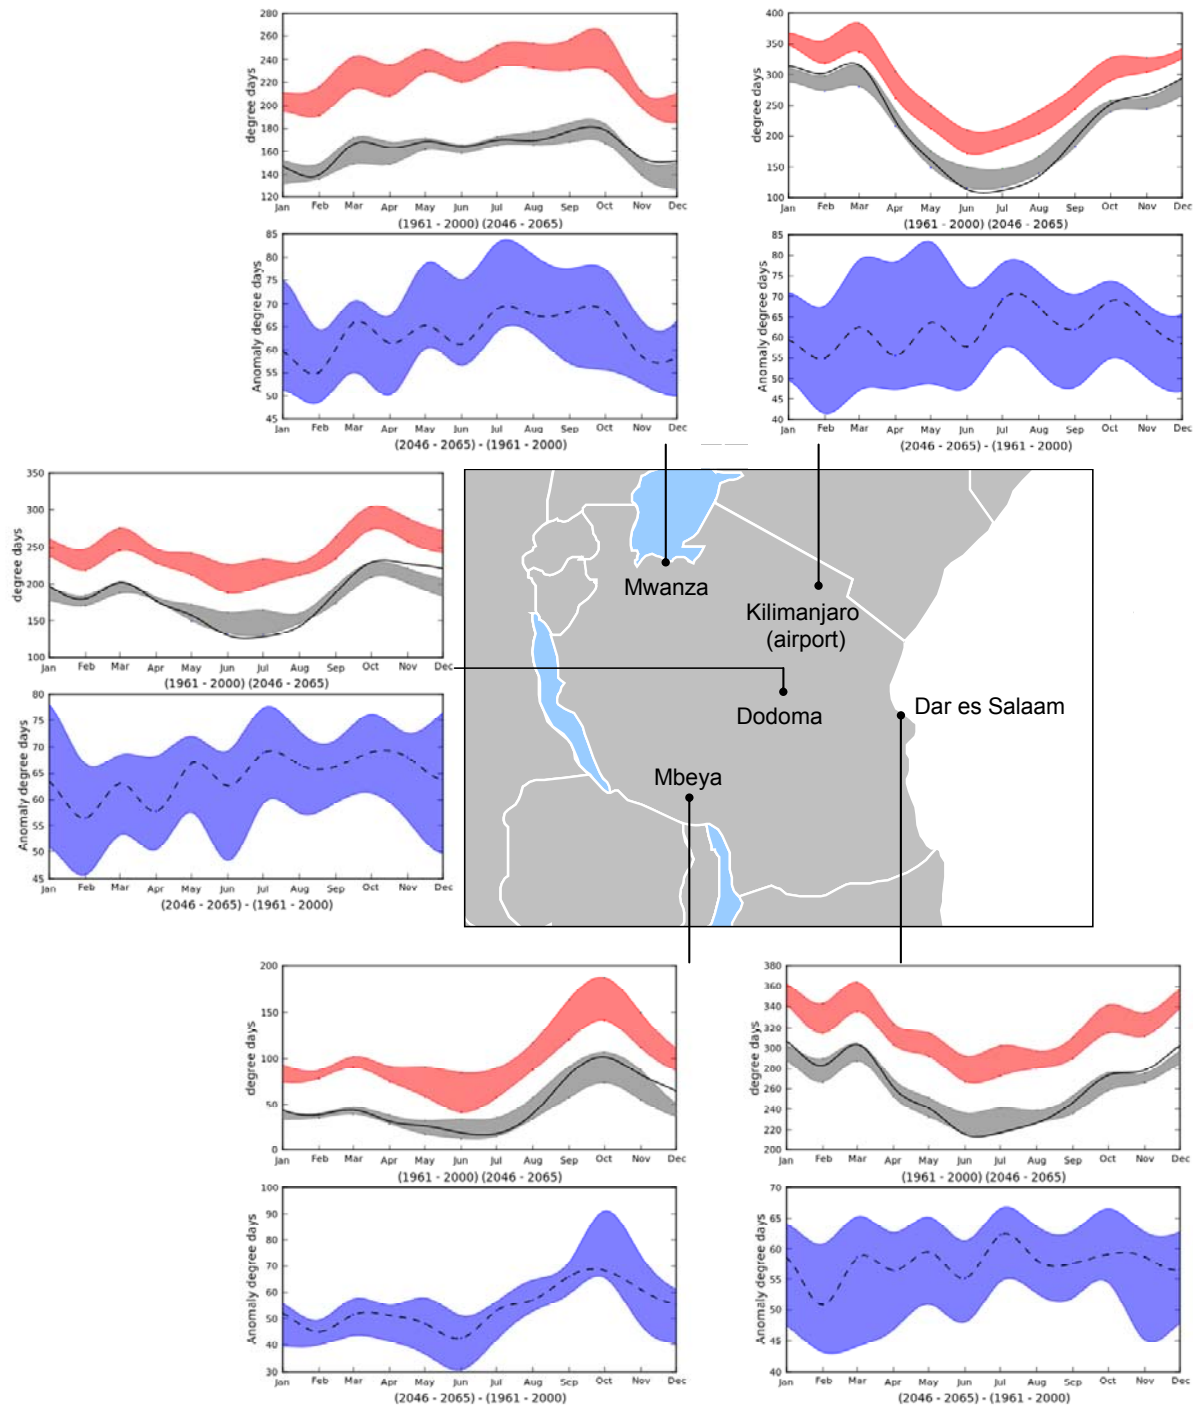 280
260
240
220
200
180
160
140
120
degree days
Jan Feb Mar Apr May Jun Jul Aug Sep Oct Nov Dec
(1961 - 2000) (2046 - 2065)
400
350
300
250
200
150
100
degree days
Jan Feb Mar Apr May Jun Jul Aug Sep Oct Nov Dec
(1961 - 2000) (2046 - 2065)
85
80
75
70
65
60
55
50
45
Anomaly degree days
Jan Feb Mar Apr May Jun Jul Aug Sep Oct Nov Dec
(2046 - 2065) - (1961 - 2000)
85
80
75
70
65
60
55
50
45
40
Anomaly degree days
Jan Feb Mar Apr May Jun Jul Aug Sep Oct Nov Dec
(2046 - 2065) - (1961 - 2000)
350
300
250
200
150
100
degree days
Jan Feb Mar Apr May Jun Jul Aug Sep Oct Nov Dec
(1961 - 2000) (2046 - 2065)
80
75
70
65
60
55
50
45
Anomaly degree days
Jan Feb Mar Apr May Jun Jul Aug Sep Oct Nov Dec
(2046 - 2065) - (1961 - 2000)
Mwanza
Kilimanjaro
(airport)
Dodoma
Dar es Salaam
Mbeya
200
150
100
50
0
degree days
Jan Feb Mar Apr May Jun Jul Aug Sep Oct Nov Dec
(1961 - 2000) (2046 - 2065)
380
360
340
320
300
280
260
240
220
200
degree days
Jan Feb Mar Apr May Jun Jul Aug Sep Oct Nov Dec
(1961 - 2000) (2046 - 2065)
100
90
80
70
60
50
40
30
Anomaly degree days
Jan Feb Mar Apr May Jun Jul Aug Sep Oct Nov Dec
(2046 - 2065) - (1961 - 2000)
70
65
60
55
50
45
40
Anomaly degree days
Jan Feb Mar Apr May Jun Jul Aug Sep Oct Nov Dec
(2046 - 2065) - (1961 - 2000)